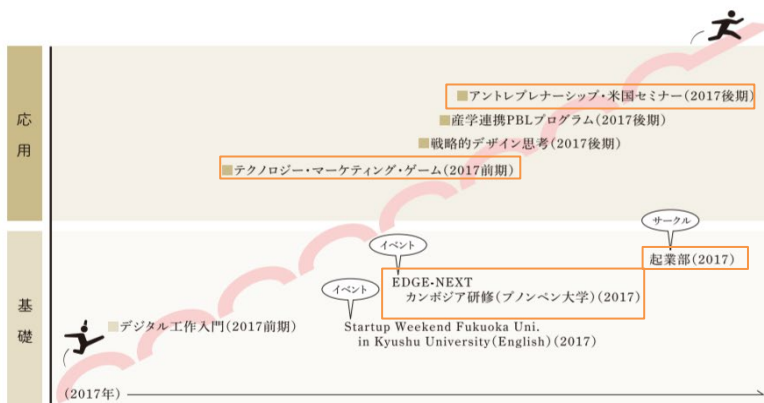 応用
■アントレプレナーシップ・米国セミナー(2017後期)
■産学連携PBLプログラム(2017後期)
■戦略的デザイン思考(2017後期)
■テクノロジー・マーケティング・ゲーム(2017前期)
サークル
起業部(2017)
イベント
EDGE-NEXT
カンボジア研修(プノンペン大学)(2017)
イベント
Startup Weekend Fukuoka Uni.
in Kyushu University(English)(2017)
基礎
■デジタル工作入門(2017前期)
(2017年)